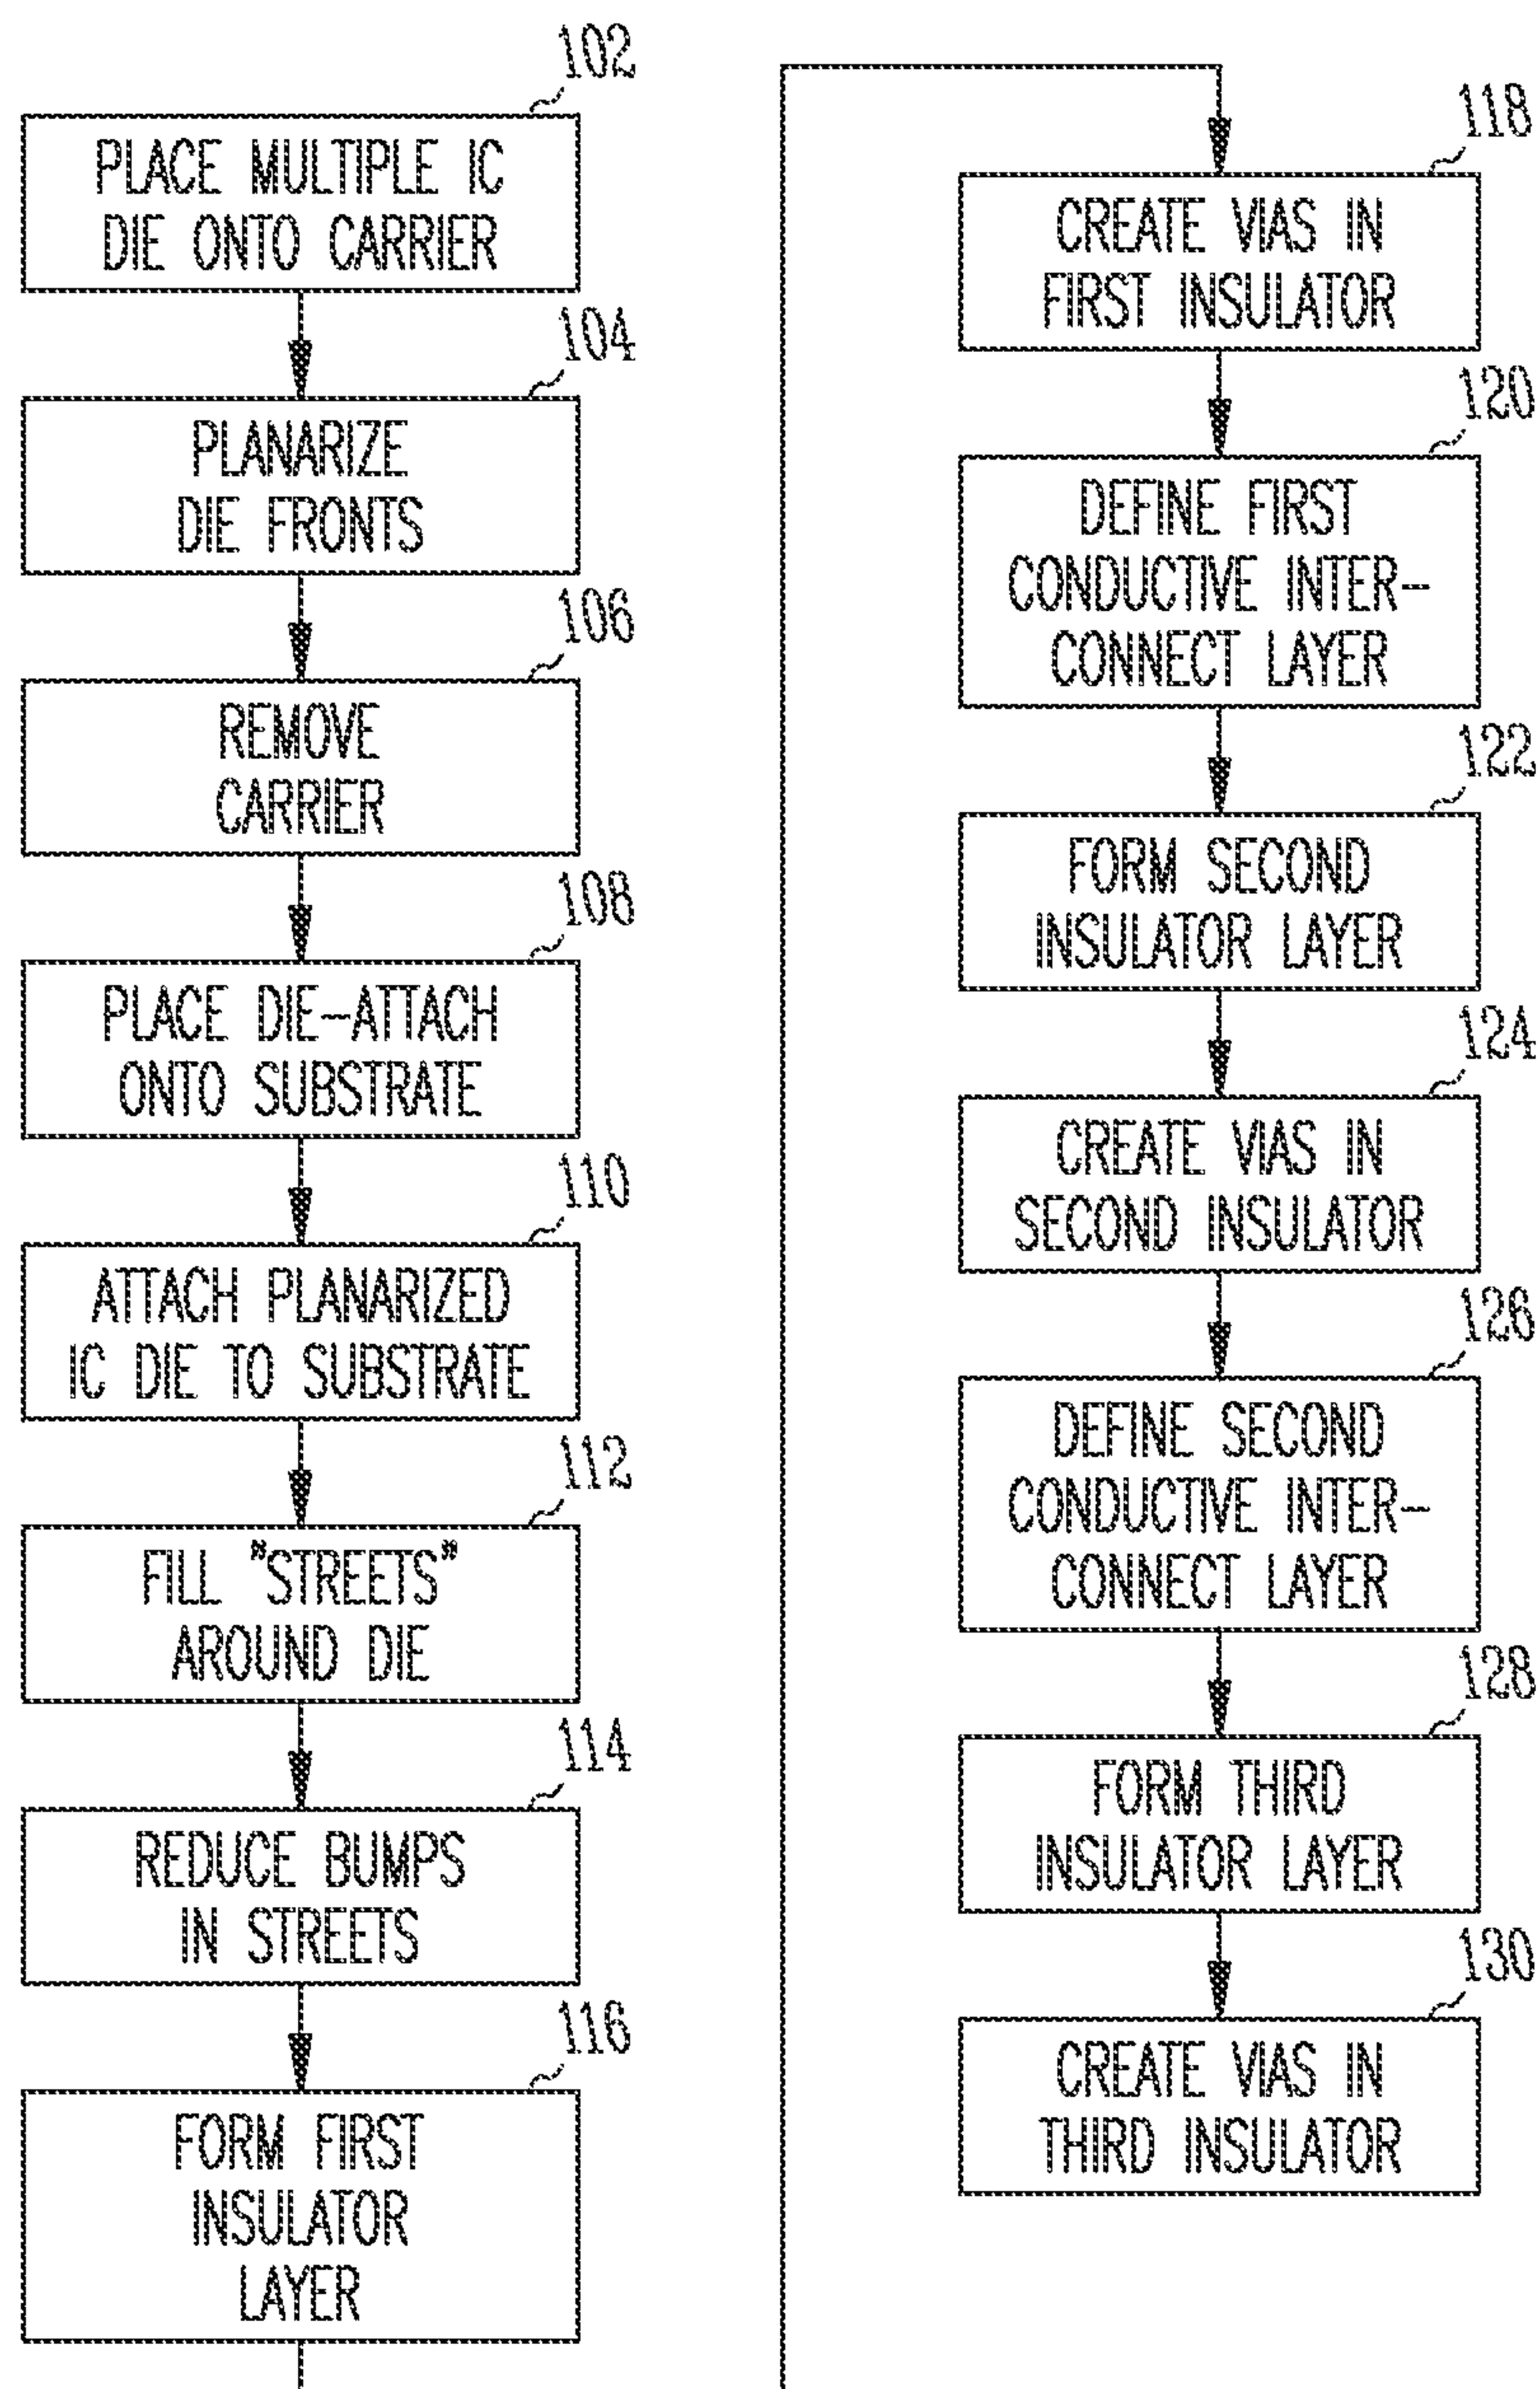 102
PLACE MULTIPLE IC
DIE ONTO CARRIER
104
PLANARIZE
DIE FRONTS
106
REMOVE
CARRIER
108
PLACE DIE-ATTACH
ONTO SUBSTRATE
110
ATTACH PLANARIZED
IC DIE TO SUBSTRATE
112
FILL "STREETS"
AROUND DIE
114
REDUCE BUMPS
IN STREETS
116
FORM FIRST
INSULATOR
LAYER
118
CREATE VIAS IN
FIRST INSULATOR
120
DEFINE FIRST
CONDUCTIVE INTER-
CONNECT LAYER
122
FORM SECOND
INSULATOR LAYER
124
CREATE VIAS IN
SECOND INSULATOR
126
DEFINE SECOND
CONDUCTIVE INTER-
CONNECT LAYER
128
FORM THIRD
INSULATOR LAYER
130
CREATE VIAS IN
THIRD INSULATOR